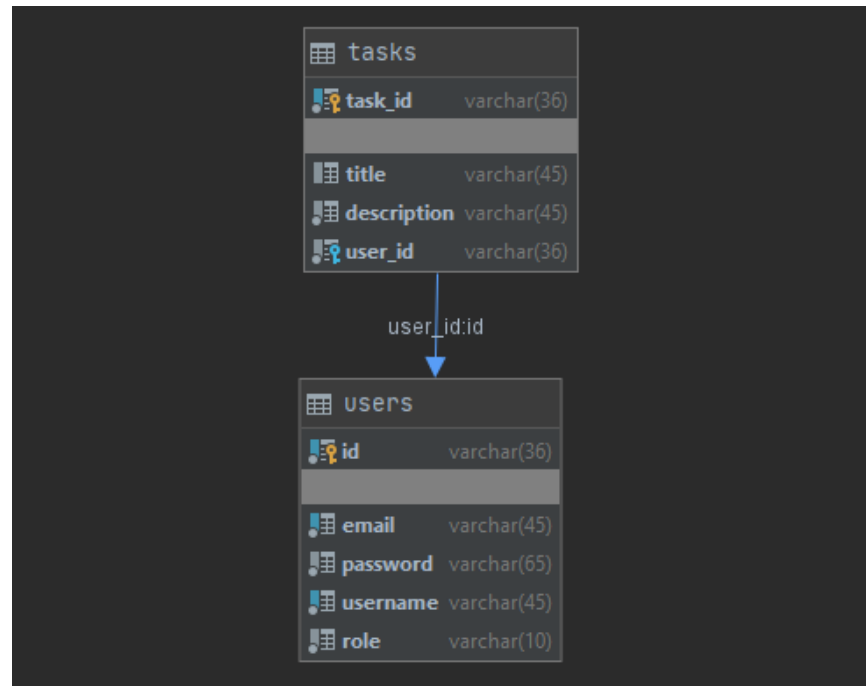 tasks
task_id varchar(36)
title varchar(45)
description varchar(45)
user_id varchar(36)
user_id:id
users
id varchar(36)
email varchar(45)
password varchar(65)
username varchar(45)
role varchar(10)